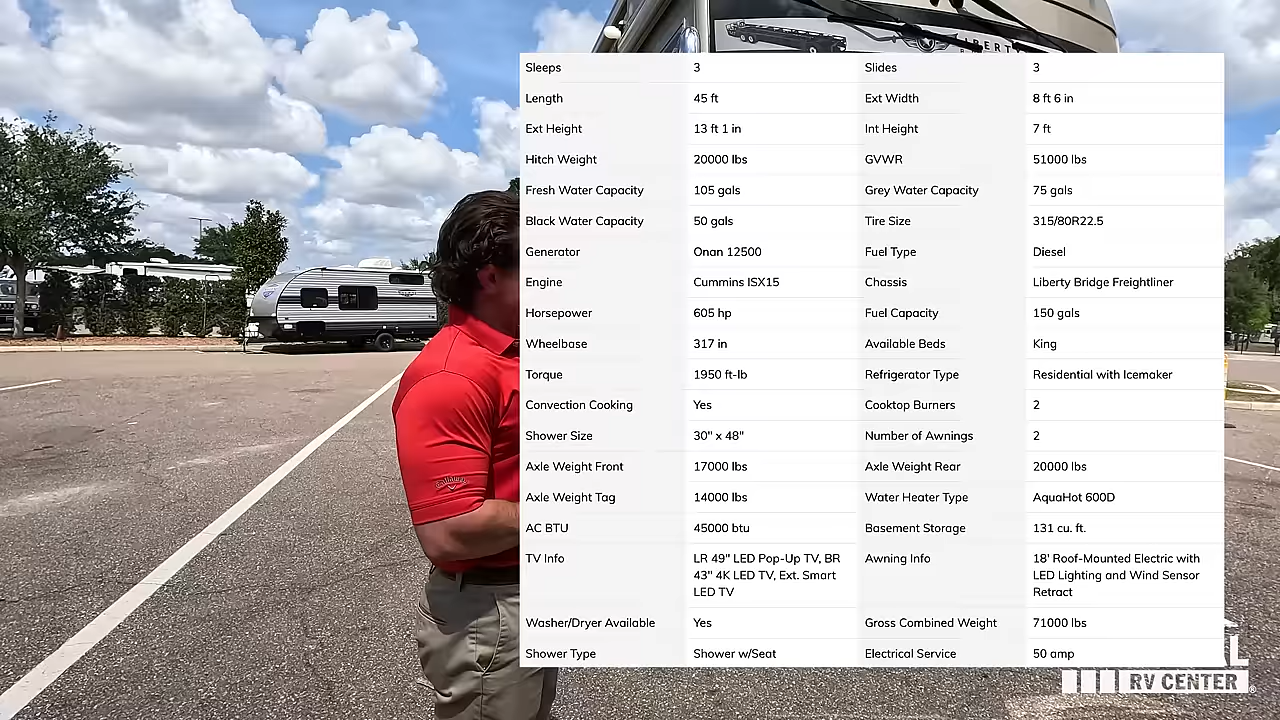 LIBERTY
Sleeps 3 Slides 3
Length 45 ft Ext Width 8 ft 6 in
Ext Height 13 ft 1 in Int Height 7 ft
Hitch Weight 20000 lbs GVWR 51000 lbs
Fresh Water Capacity 105 gals Grey Water Capacity 75 gals
Black Water Capacity 50 gals Tire Size 315/80R22.5
Generator Onan 12500 Fuel Type Diesel
Engine Cummins ISX15 Chassis Liberty Bridge Freightliner
Horsepower 605 hp Fuel Capacity 150 gals
Wheelbase 317 in Available Beds King
Torque 1950 ft-lb Refrigerator Type Residential with Icemaker
Convection Cooking Yes Cooktop Burners 2
Shower Size 30" x 48" Number of Awnings 2
Axle Weight Front 17000 lbs Axle Weight Rear 20000 lbs
Axle Weight Tag 14000 lbs Water Heater Type AquaHot 600D
AC BTU 45000 btu Basement Storage 131 cu. ft.
TV Info LR 49" LED Pop-Up TV, BR Awning Info 18' Roof-Mounted Electric with
43" 4K LED TV, Ext. Smart LED Lighting and Wind Sensor
LED TV Retract
Washer/Dryer Available Yes Gross Combined Weight 71000 lbs
Shower Type Shower w/Seat Electrical Service 50 amp
RV CENTER